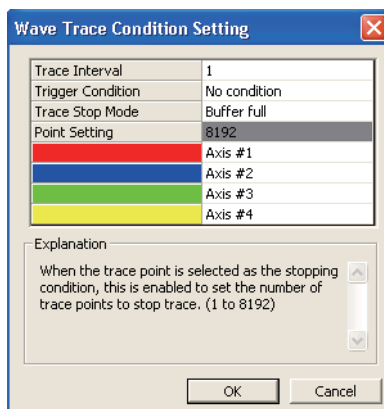 Wave Trace Condition Setting
Trace Interval 1
Trigger Condition No condition
Trace Stop Mode Buffer full
Point Setting 8192
Axis #1
Axis #2
Axis #3
Axis #4
Explanation
When the trace point is selected as the stopping
condition, this is enabled to set the number of
trace points to stop trace. (1 to 8192)
OK Cancel